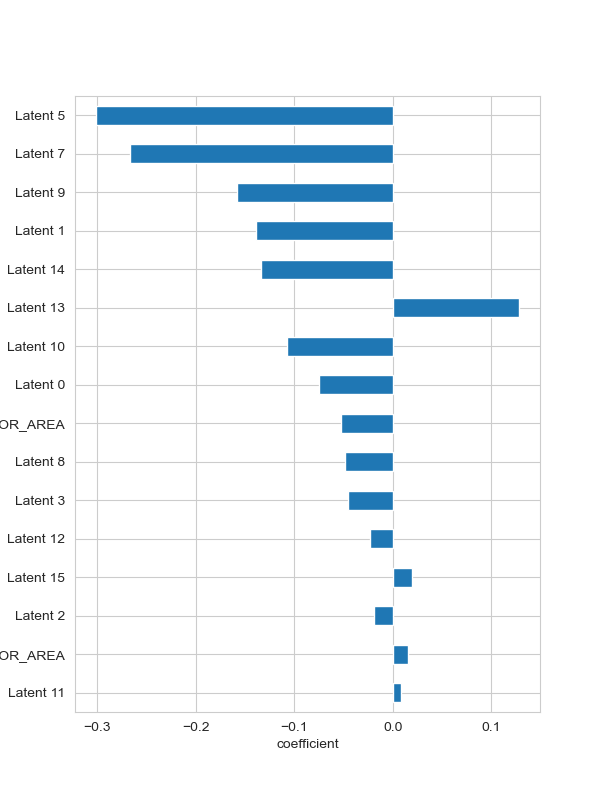 Latent 5
Latent 7
Latent 9
Latent 1
Latent 14
Latent 13
Latent 10
Latent 0
OR_AREA
Latent 8
Latent 3
Latent 12
Latent 15
Latent 2
OR_AREA
Latent 11
−0.3 −0.2 −0.1 0.0 0.1
coefficient